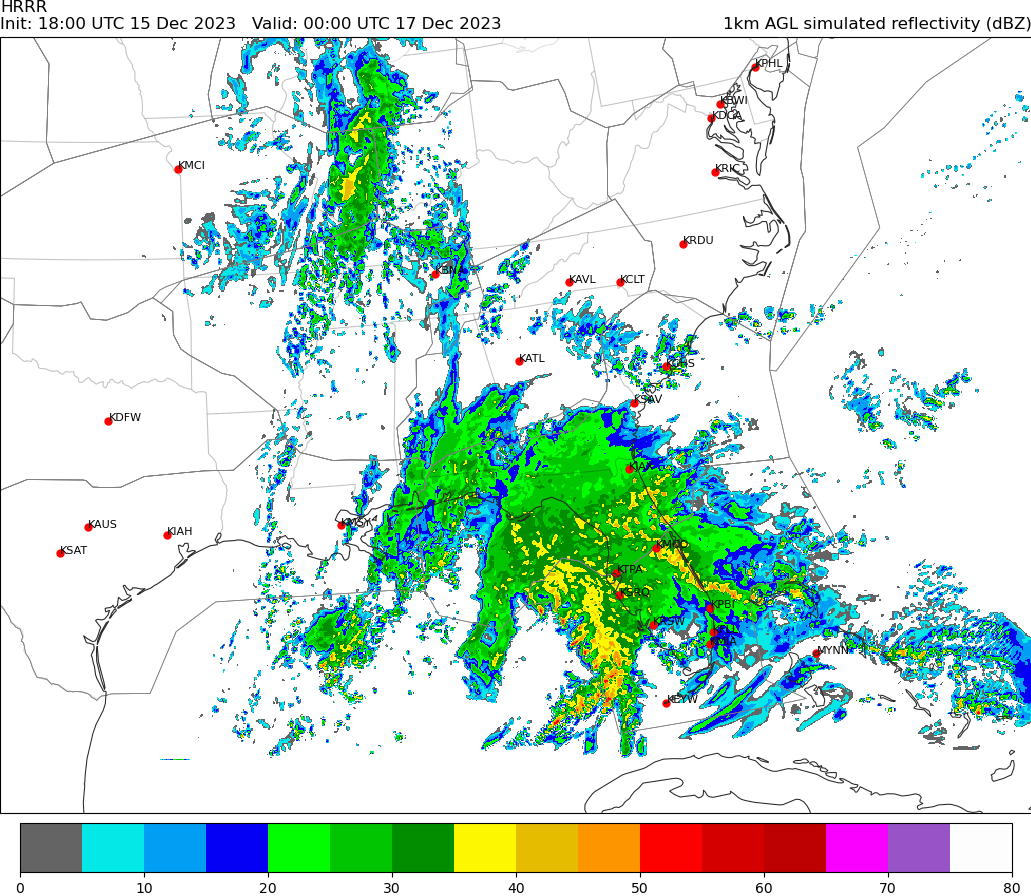 HRRR
Init: 18:00 UTC 15 Dec 2023 Valid: 00:00 UTC 17 Dec 2023 1km AGL simulated reflectivity (dBZ)
KPHL
KBWI
KDCA
KMCI
KRIC
KRDU
KBNA
KAVL KCLT
KATL
KCHS
KSAV
KDFW
KJAX
KAUS
KMSY
KIAH
KMCO
KSAT
KTPA
KSRQ
KPBI
KRSW
MYNN
KEYW
0 10 20 30 40 50 60 70 80